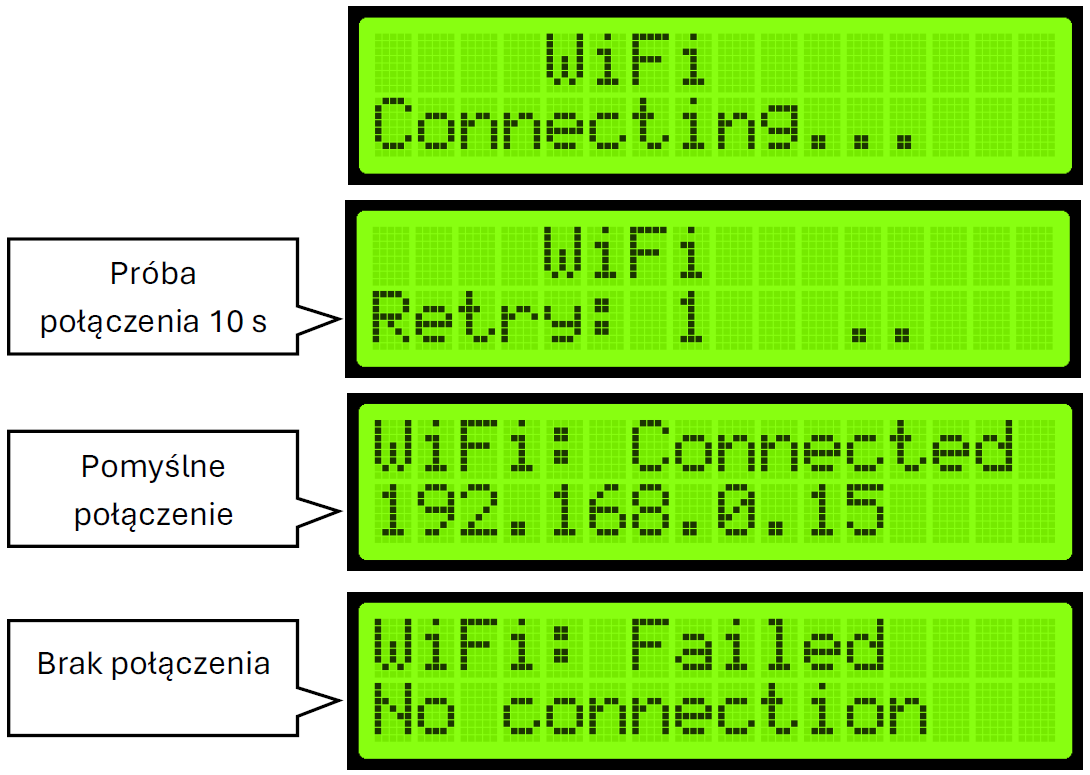 WiFi
Connecting...
Próba
połączenia 10 s
WiFi
Retry: 1   ..
Pomyślne
połączenie
WiFi: Connected
192.168.0.15
Brak połączenia
WiFi: Failed
No connection